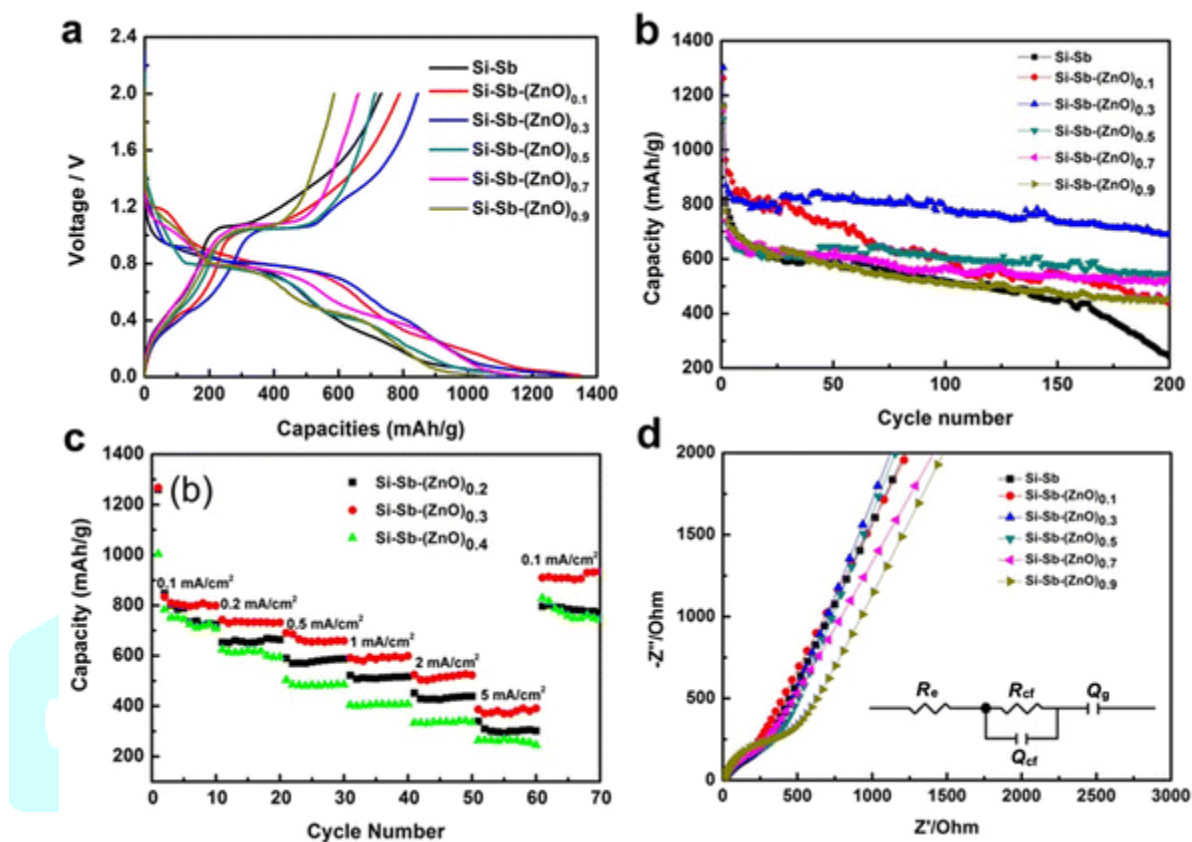 a
2.4
2.0
1.6
1.2
0.8
0.4
0.0
Voltage / V
Si-Sb
Si-Sb-(ZnO)0.1
Si-Sb-(ZnO)0.3
Si-Sb-(ZnO)0.5
Si-Sb-(ZnO)0.7
Si-Sb-(ZnO)0.9
0 200 400 600 800 1000 1200 1400
Capacities (mAh/g)
b
1400
1200
1000
800
600
400
200
Capacity (mAh/g)
Si-Sb
Si-Sb-(ZnO)0.1
Si-Sb-(ZnO)0.3
Si-Sb-(ZnO)0.5
Si-Sb-(ZnO)0.7
Si-Sb-(ZnO)0.9
0 50 100 150 200
Cycle number
c
(b)
1400
1200
1000
800
600
400
200
Capacity (mAh/g)
Si-Sb-(ZnO)0.2
Si-Sb-(ZnO)0.3
Si-Sb-(ZnO)0.4
0.1 mA/cm2
0.2 mA/cm2
0.5 mA/cm2
1 mA/cm2
2 mA/cm2
5 mA/cm2
0.1 mA/cm2
0 10 20 30 40 50 60 70
Cycle Number
d
2000
1500
1000
500
0
-Z''/Ohm
Si-Sb
Si-Sb-(ZnO)0.1
Si-Sb-(ZnO)0.3
Si-Sb-(ZnO)0.5
Si-Sb-(ZnO)0.7
Si-Sb-(ZnO)0.9
Re
Rcf
Qg
Qcf
0 500 1000 1500 2000 2500 3000
Z'/Ohm